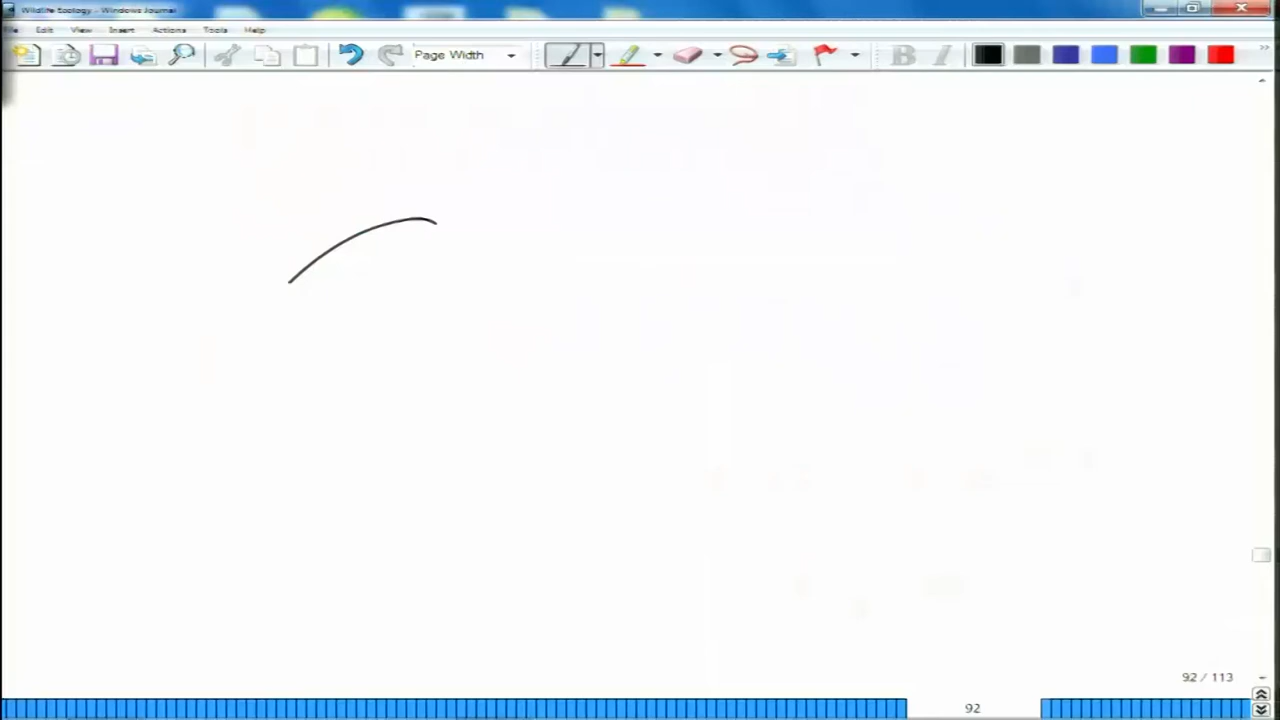 Wildlife Ecology - Windows Journal
File Edit View Insert Actions Tools Help
Page Width B I
92 / 113
92